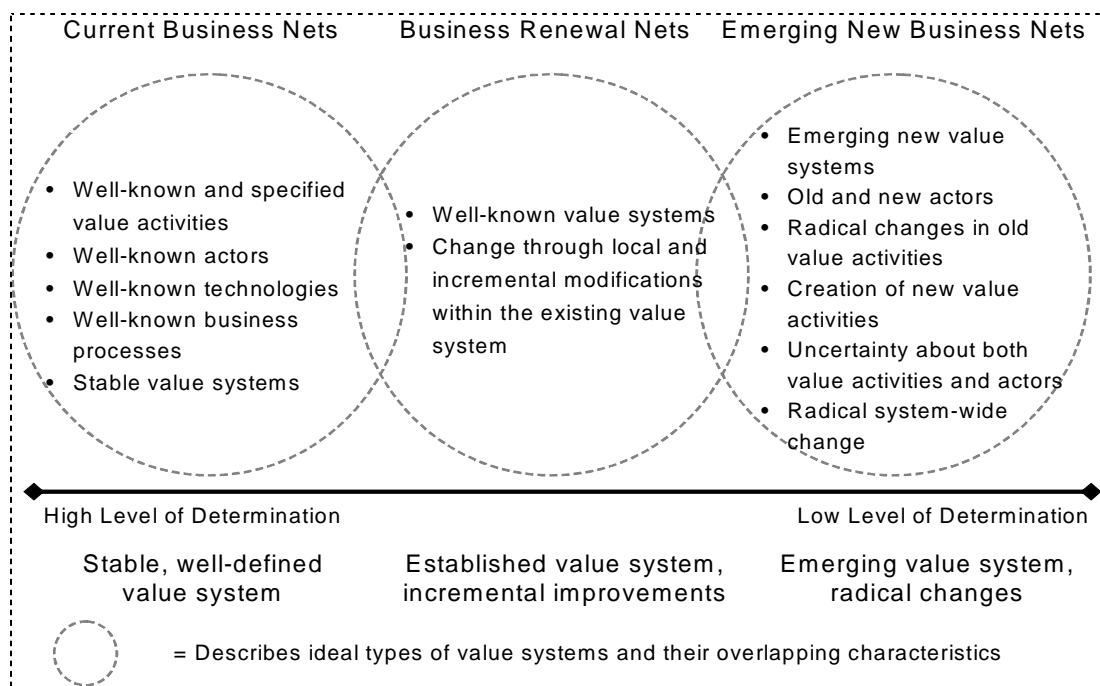 Current Business Nets
Business Renewal Nets
Emerging New Business Nets
• Well-known and specified
value activities
• Well-known actors
• Well-known technologies
• Well-known business
processes
• Stable value systems
• Well-known value systems
• Change through local and
incremental modifications
within the existing value
system
• Emerging new value
systems
• Old and new actors
• Radical changes in old
value activities
• Creation of new value
activities
• Uncertainty about both
value activities and actors
• Radical system-wide
change
High Level of Determination
Low Level of Determination
Stable, well-defined
value system
Established value system,
incremental improvements
Emerging value system,
radical changes
= Describes ideal types of value systems and their overlapping characteristics